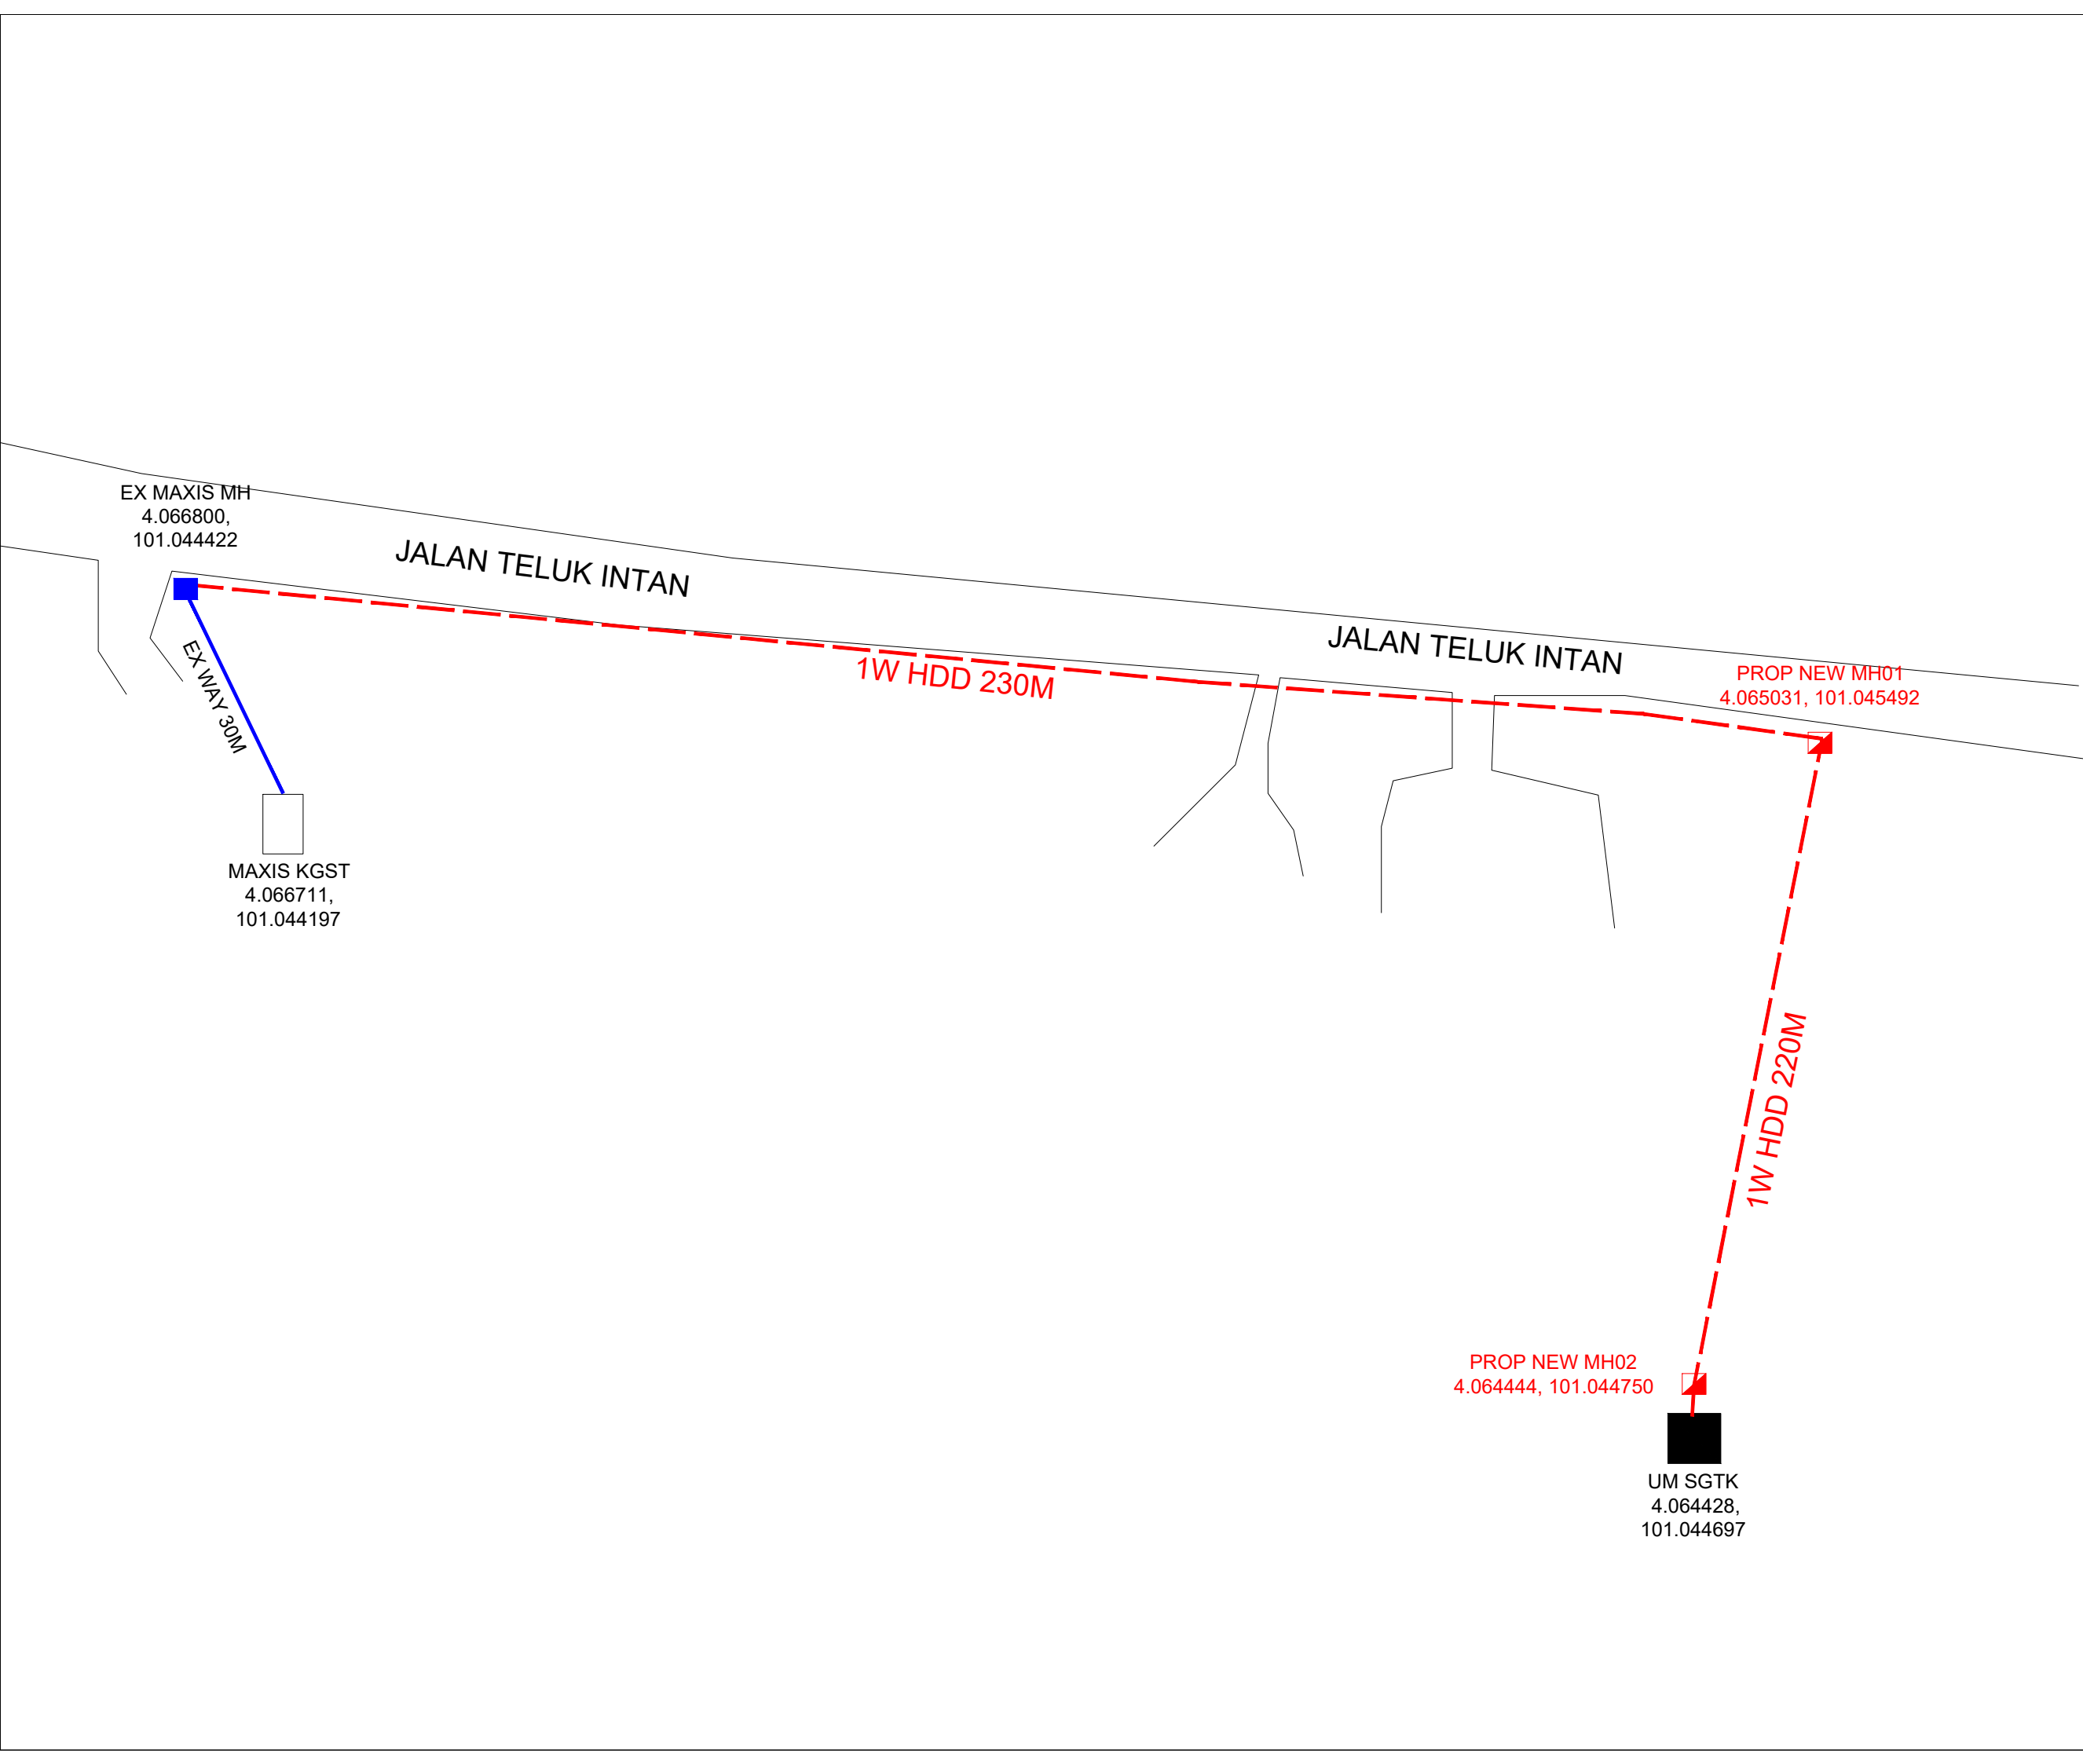 EX MAXIS MH
4.066800,
101.044422
JALAN TELUK INTAN
JALAN TELUK INTAN
1W HDD 230M
PROP NEW MH01
4.065031, 101.045492
EX WAY 30M
MAXIS KGST
4.066711,
101.044197
1W HDD 220M
PROP NEW MH02
4.064444, 101.044750
UM SGTK
4.064428,
101.044697